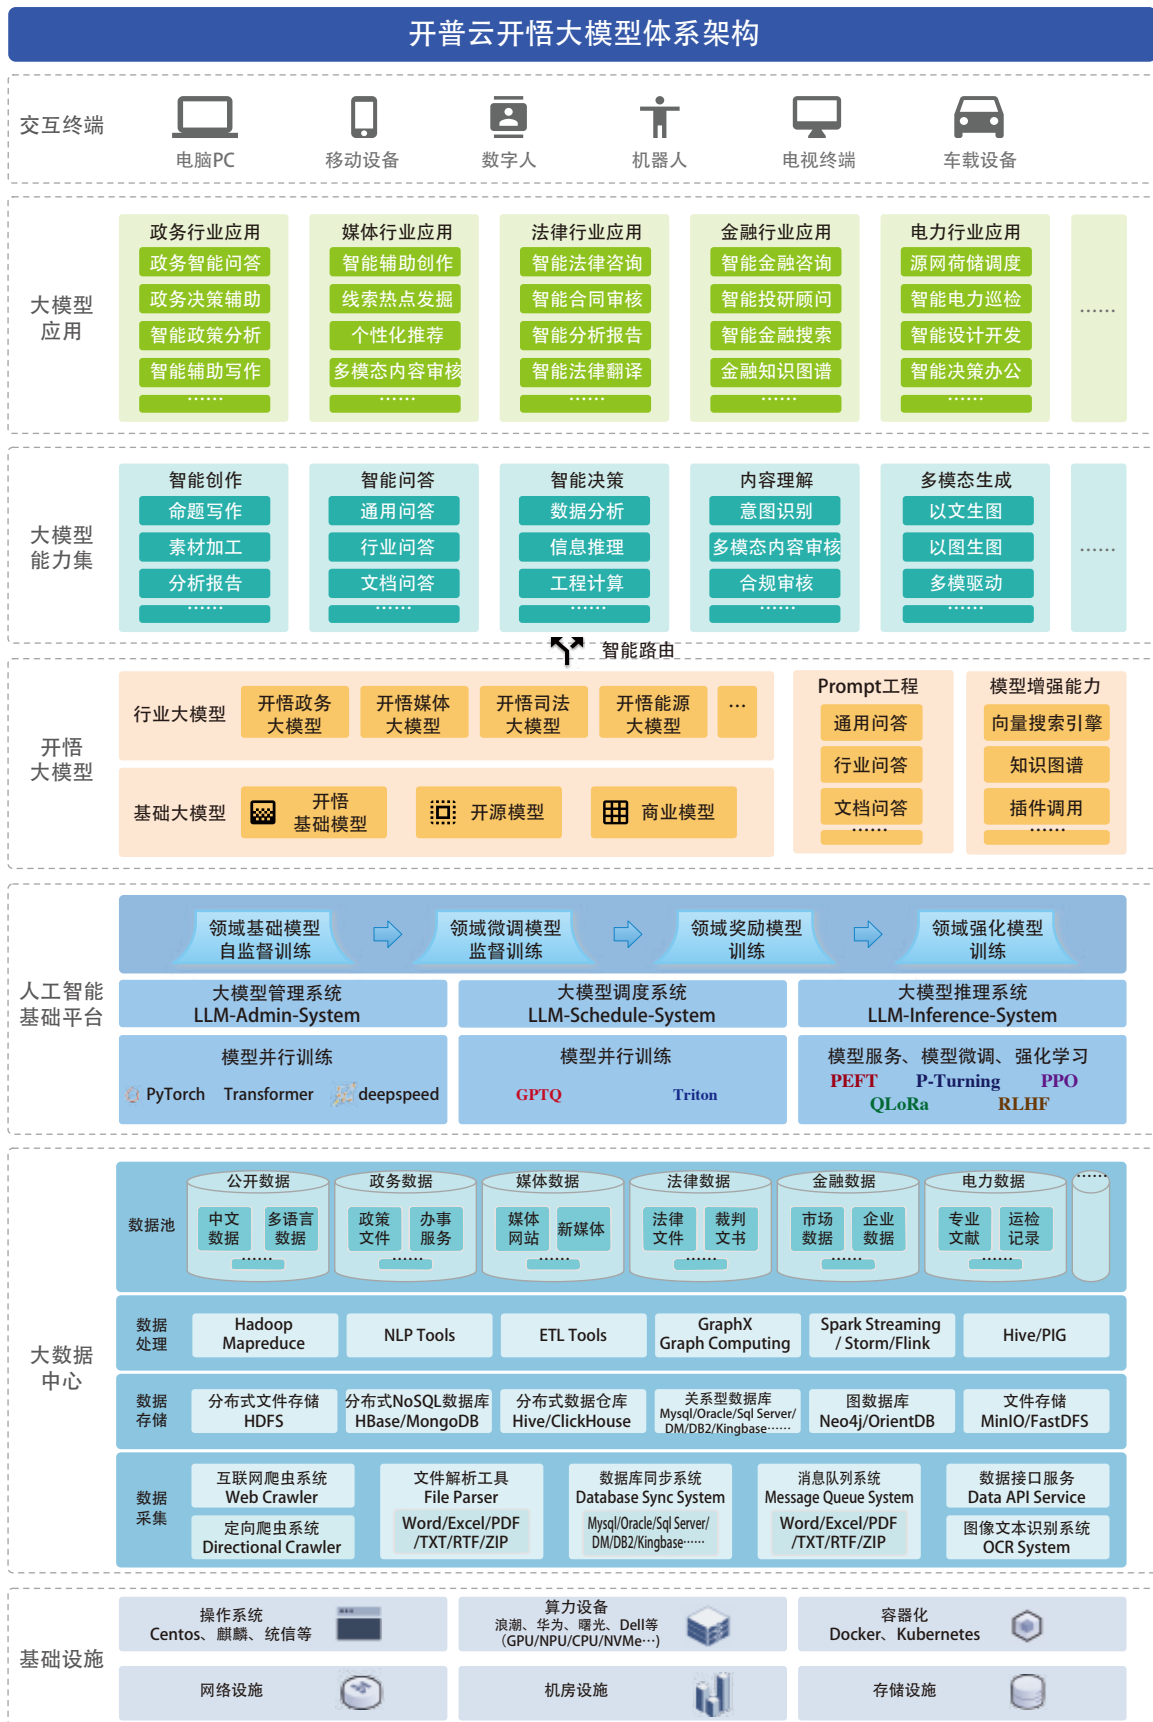 开普云开悟大模型体系架构
交互终端
电脑PC
移动设备
数字人
机器人
电视终端
车载设备
大模型
应用
政务行业应用
政务智能问答
政务决策辅助
智能政策分析
智能辅助写作
······
媒体行业应用
智能辅助创作
线索热点发掘
个性化推荐
多模态内容审核
······
法律行业应用
智能法律咨询
智能合同审核
智能分析报告
智能法律翻译
······
金融行业应用
智能金融咨询
智能投研顾问
智能金融搜索
金融知识图谱
······
电力行业应用
源网荷储调度
智能电力巡检
智能设计开发
智能决策办公
······
······
大模型
能力集
智能创作
命题写作
素材加工
分析报告
······
智能问答
通用问答
行业问答
文档问答
······
智能决策
数据分析
信息推理
工程计算
······
内容理解
意图识别
多模态内容审核
合规审核
······
多模态生成
以文生图
以图生图
多模驱动
······
······
智能路由
开悟
大模型
行业大模型
开悟政务
大模型
开悟媒体
大模型
开悟司法
大模型
开悟能源
大模型
···
基础大模型
开悟
基础模型
开源模型
商业模型
Prompt工程
通用问答
行业问答
文档问答
······
模型增强能力
向量搜索引擎
知识图谱
插件调用
······
人工智能
基础平台
领域基础模型
自监督训练
领域微调模型
监督训练
领域奖励模型
训练
领域强化模型
训练
大模型管理系统
LLM-Admin-System
大模型调度系统
LLM-Schedule-System
大模型推理系统
LLM-Inference-System
模型并行训练
PyTorch
Transformer
deepspeed
模型并行训练
GPTQ
Triton
模型服务、模型微调、强化学习
PEFT
P-Turning
PPO
QLoRa
RLHF
大数据
中心
数据池
公开数据
中文
数据
多语言
数据
······
政务数据
政策
文件
办事
服务
······
媒体数据
媒体
网站
新媒体
······
法律数据
法律
文件
裁判
文书
······
金融数据
市场
数据
企业
数据
······
电力数据
专业
文献
运检
记录
······
······
数据
处理
Hadoop
Mapreduce
NLP Tools
ETL Tools
GraphX
Graph Computing
Spark Streaming
/ Storm/Flink
Hive/PIG
数据
存储
分布式文件存储
HDFS
分布式NoSQL数据库
HBase/MongoDB
分布式数据仓库
Hive/ClickHouse
关系型数据库
Mysql/Oracle/Sql Server/
DM/DB2/Kingbase······
图数据库
Neo4j/OrientDB
文件存储
MinIO/FastDFS
数据
采集
互联网爬虫系统
Web Crawler
定向爬虫系统
Directional Crawler
文件解析工具
File Parser
Word/Excel/PDF
/TXT/RTF/ZIP
数据库同步系统
Database Sync System
Mysql/Oracle/Sql Server/
DM/DB2/Kingbase······
消息队列系统
Message Queue System
Word/Excel/PDF
/TXT/RTF/ZIP
数据接口服务
Data API Service
图像文本识别系统
OCR System
基础设施
操作系统
Centos、麒麟、统信等
算力设备
浪潮、华为、曙光、Dell等
（GPU/NPU/CPU/NVMe···）
容器化
Docker、Kubernetes
网络设施
机房设施
存储设施